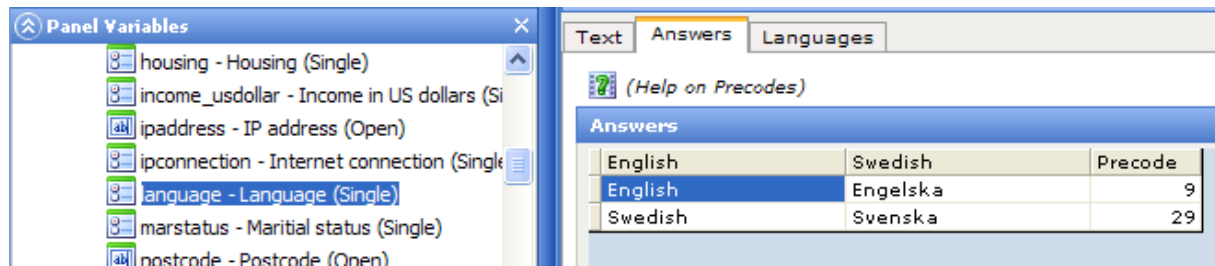 Panel Variables
housing - Housing (Single)
income_usdollar - Income in US dollars (Si
ipaddress - IP address (Open)
ipconnection - Internet connection (Single
language - Language (Single)
marstatus - Maritial status (Single)
postcode - Postcode (Open)
Text Answers Languages
(Help on Precodes)
Answers
English Swedish Precode
English Engelska 9
Swedish Svenska 29